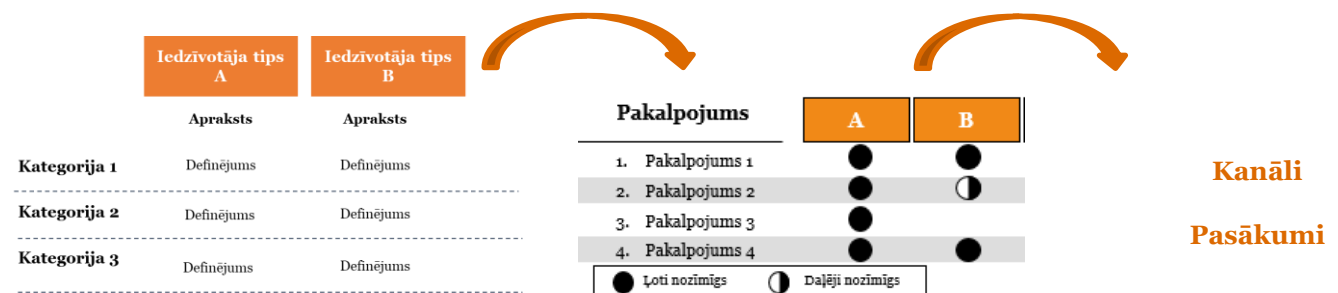 Iedzīvotāja tips
A
Iedzīvotāja tips
B
Apraksts Apraksts
Kategorija 1 Definējums Definējums
Kategorija 2 Definējums Definējums
Kategorija 3 Definējums Definējums
Pakalpojums A B
1. Pakalpojums 1
2. Pakalpojums 2
3. Pakalpojums 3
4. Pakalpojums 4
Ļoti nozīmīgs Daļēji nozīmīgs
Kanāli
Pasākumi